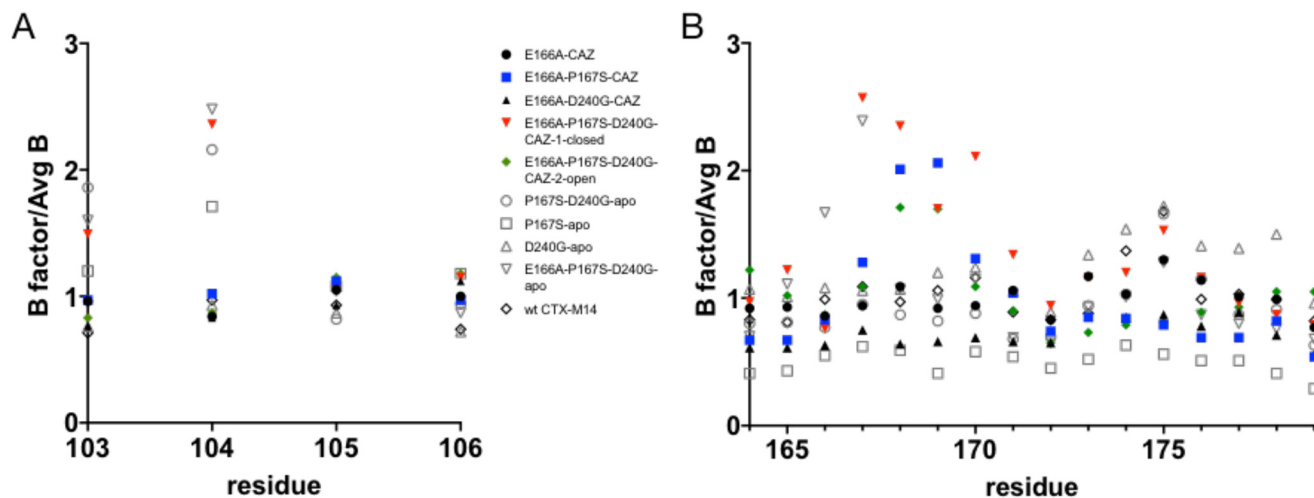 A
B
3
2
1
0
B factor/Avg B
103
104
105
106
residue
E166A-CAZ
E166A-P167S-CAZ
E166A-D240G-CAZ
E166A-P167S-D240G-
CAZ-1-closed
E166A-P167S-D240G-
CAZ-2-open
P167S-D240G-apo
P167S-apo
D240G-apo
E166A-P167S-D240G-
apo
wt CTX-M14
3
2
1
0
B factor/Avg B
165
170
175
residue